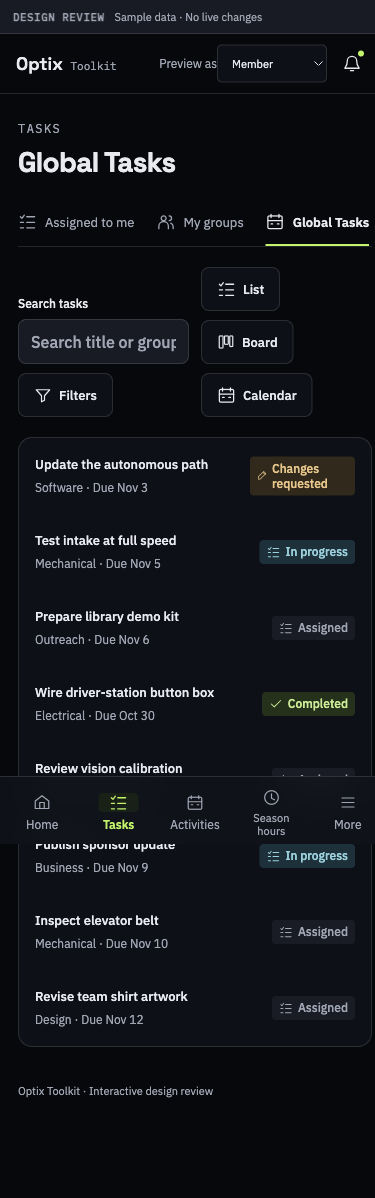 DESIGN REVIEW Sample data · No live changes
Optix Toolkit Preview as Member
TASKS
Global Tasks
Assigned to me My groups Global Tasks
Search tasks
List
Search title or group
Board
Filters
Calendar
Update the autonomous path
Software · Due Nov 3
Changes
requested
Test intake at full speed
Mechanical · Due Nov 5
In progress
Prepare library demo kit
Outreach · Due Nov 6
Assigned
Wire driver-station button box
Electrical · Due Oct 30
Completed
Review vision calibration
Home
Tasks
Activities
Season
hours
More
Publish sponsor update
Business · Due Nov 9
In progress
Inspect elevator belt
Mechanical · Due Nov 10
Assigned
Revise team shirt artwork
Design · Due Nov 12
Assigned
Optix Toolkit · Interactive design review